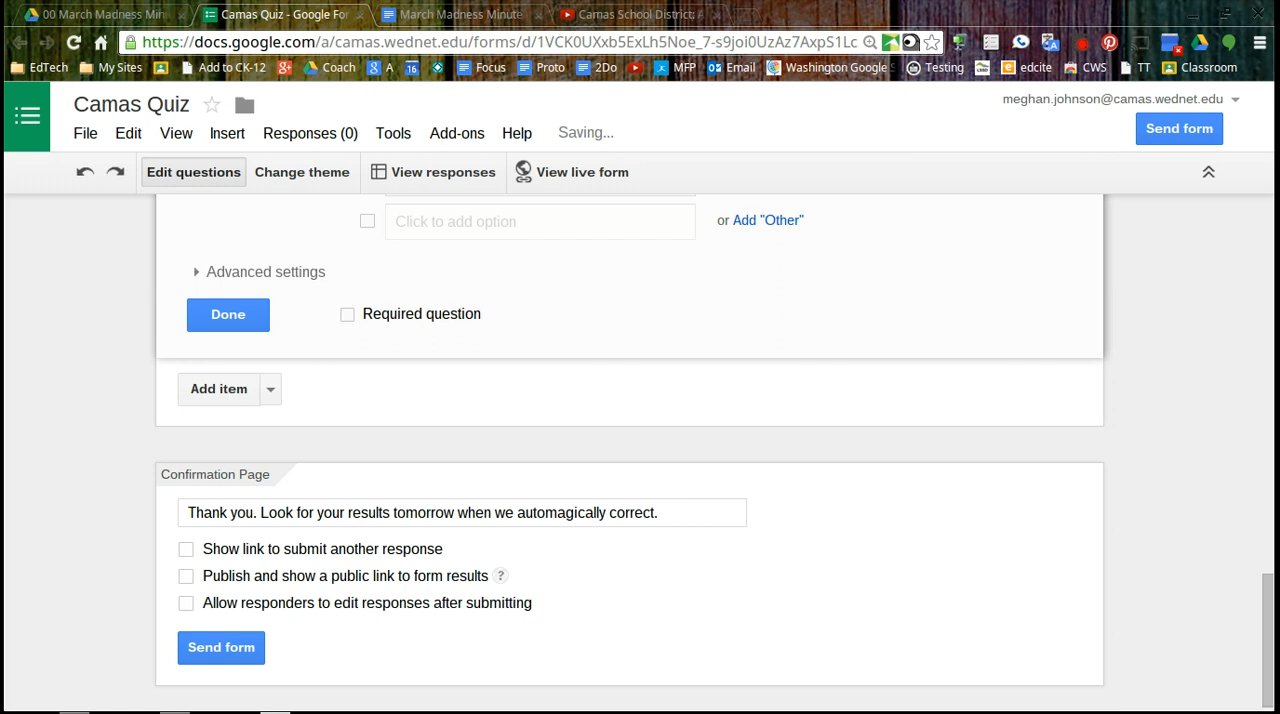 00 March Madness Min
Camas Quiz - Google For
March Madness Minute
Camas School District:
https://docs.google.com/a/camas.wednet.edu/forms/d/1VCK0UXxb5ExLh5Noe_7-s9joi0UzAz7AxpS1Lc
EdTech My Sites Add to CK-12 Coach A 16 Focus Proto 2Do MFP Email Washington Google Testing edcite CWS TT Classroom
Camas Quiz
meghan.johnson@camas.wednet.edu
File Edit View Insert Responses (0) Tools Add-ons Help Saving...
Send form
Edit questions Change theme View responses View live form
Click to add option or Add "Other"
Advanced settings
Done Required question
Add item
Confirmation Page
Thank you. Look for your results tomorrow when we automagically correct.
Show link to submit another response
Publish and show a public link to form results ?
Allow responders to edit responses after submitting
Send form